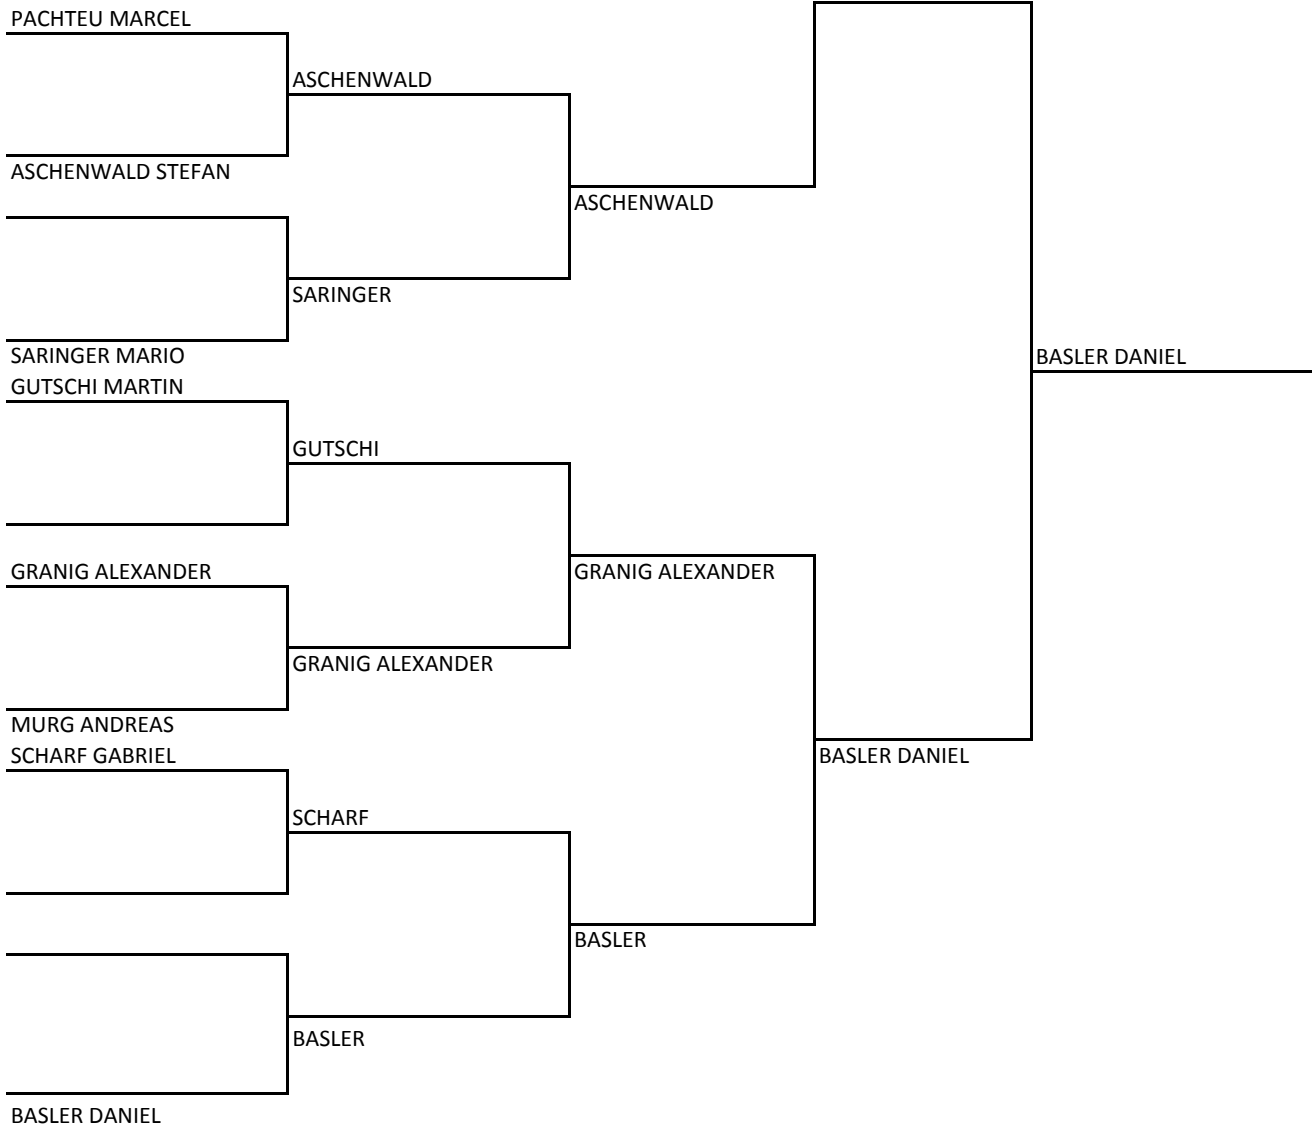 PACHTEU MARCEL
ASCHENWALD
ASCHENWALD STEFAN
ASCHENWALD
SARINGER
SARINGER MARIO
BASLER DANIEL
GUTSCHI MARTIN
GUTSCHI
GRANIG ALEXANDER
GRANIG ALEXANDER
GRANIG ALEXANDER
MURG ANDREAS
SCHARF GABRIEL
BASLER DANIEL
SCHARF
BASLER
BASLER
BASLER DANIEL